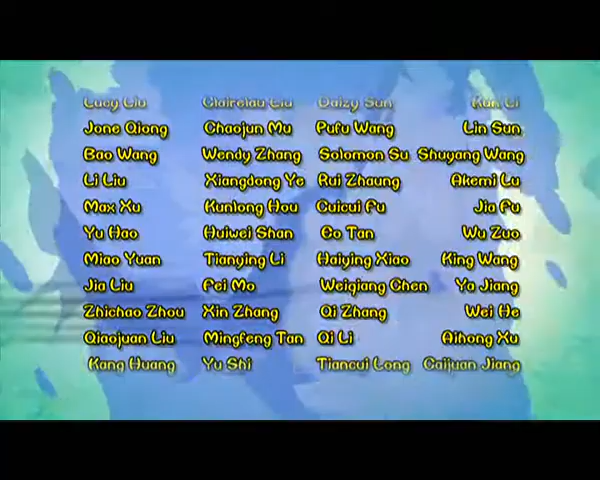 Lucy Liu Clairelau Liu Daizy Sun Kun Li
Jone Qiong Chaojun Mu Pufu Wang Lin Sun
Bao Wang Wendy Zhang Solomon Su Shuyang Wang
Li Liu Xiangdong Ye Rui Zhaung Akemi Lu
Max Xu Kunlong Hou Cuicui Fu Jia Fu
Yu Hao Huiwei Shan Bo Tan Wu Zuo
Miao Yuan Tianying Li Haiying Xiao King Wang
Jia Liu Fei Mo Weiqiang Chen Ya Jiang
Zhichao Zhou Xin Zhang Qi Zhang Wei He
Qiaojuan Liu Mingfeng Tan Qi Li Aihong Xu
Kang Huang Yu Shi Tiancui Long Caijuan Jiang